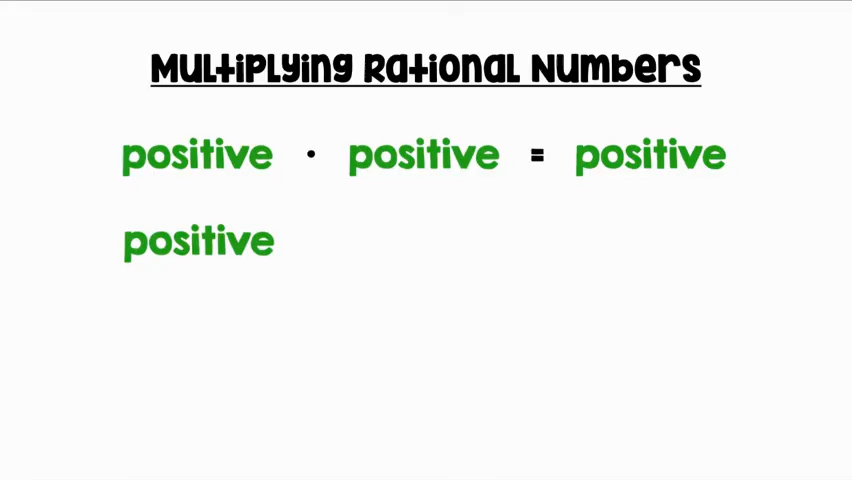 Multiplying Rational Numbers
positive · positive = positive
positive